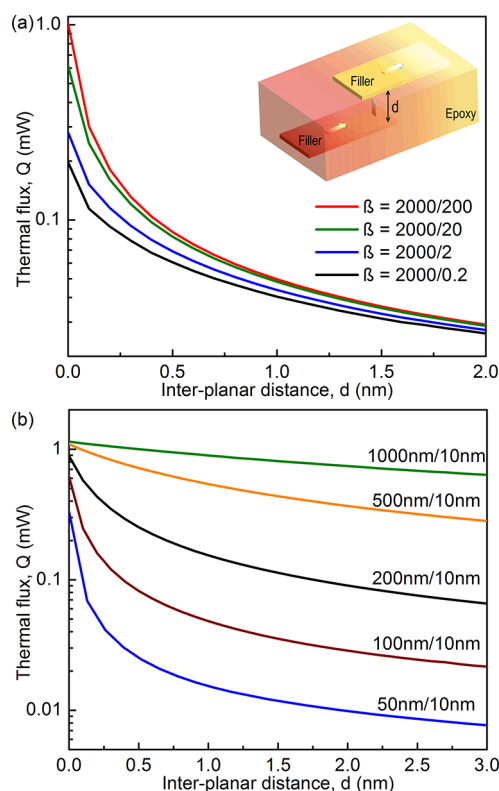 (a)
1.0
0.1
Thermal flux, Q (mW)
Filler
d
Filler
Epoxy
ß = 2000/200
ß = 2000/20
ß = 2000/2
ß = 2000/0.2
0.0 0.5 1.0 1.5 2.0
Inter-planar distance, d (nm)
(b)
1
0.1
0.01
Thermal flux, Q (mW)
1000nm/10nm
500nm/10nm
200nm/10nm
100nm/10nm
50nm/10nm
0.0 0.5 1.0 1.5 2.0 2.5 3.0
Inter-planar distance, d (nm)